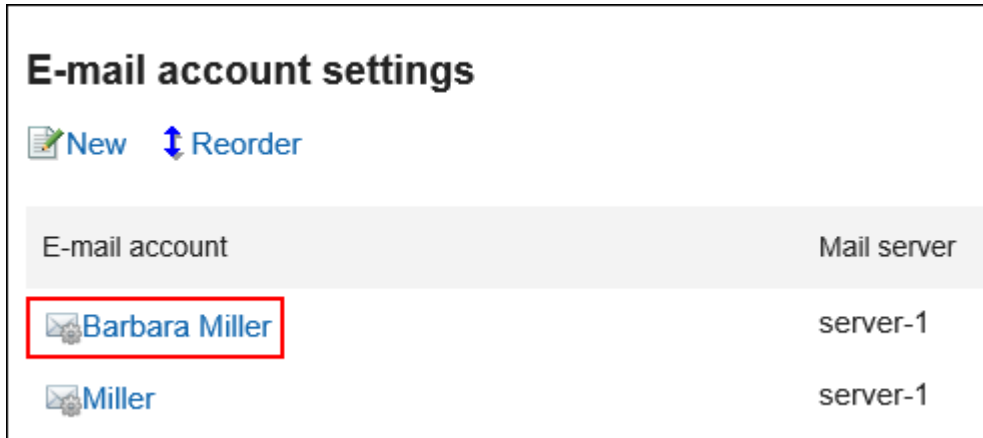 E-mail account settings
New Reorder
E-mail account Mail server
Barbara Miller server-1
Miller server-1